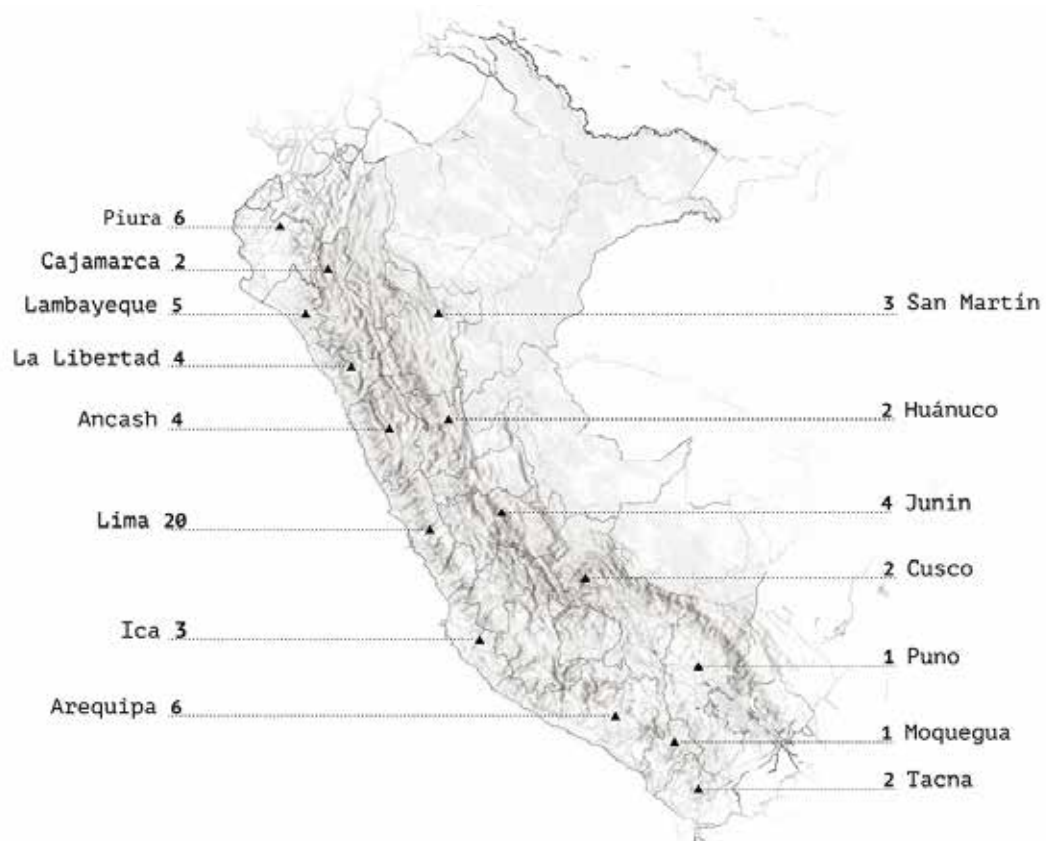 Piura 6
Cajamarca 2
Lambayeque 5
La Libertad 4
Ancash 4
Lima 20
Ica 3
Arequipa 6
3 San Martín
2 Huánuco
4 Junin
2 Cusco
1 Puno
1 Moquegua
2 Tacna